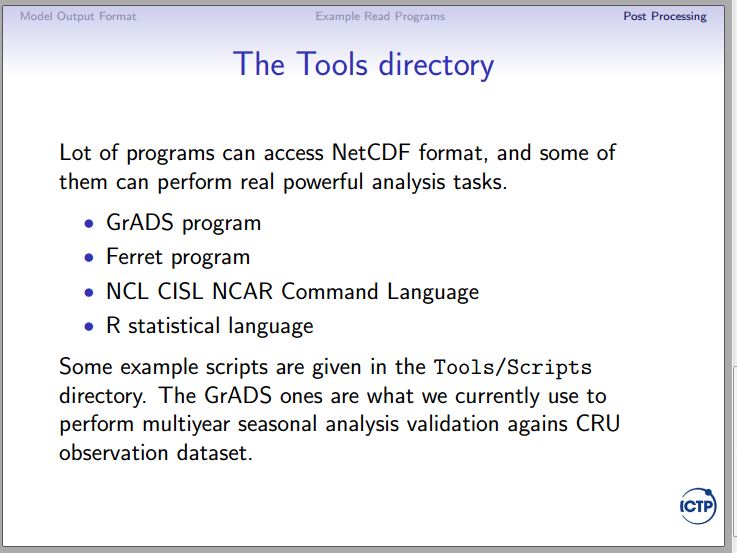 Model Output Format Example Read Programs Post Processing
The Tools directory
Lot of programs can access NetCDF format, and some of
them can perform real powerful analysis tasks.
• GrADS program
• Ferret program
• NCL CISL NCAR Command Language
• R statistical language
Some example scripts are given in the Tools/Scripts
directory. The GrADS ones are what we currently use to
perform multiyear seasonal analysis validation agains CRU
observation dataset.
ICTP